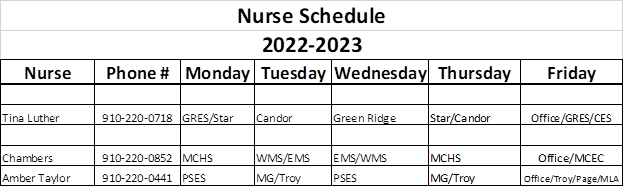 Nurse Schedule
2022-2023
Nurse Phone # Monday Tuesday Wednesday Thursday Friday
Tina Luther 910-220-0718 GRES/Star Candor Green Ridge Star/Candor Office/GRES/CES
Chambers 910-220-0852 MCHS WMS/EMS EMS/WMS MCHS Office/MCEC
Amber Taylor 910-220-0441 PSES MG/Troy PSES MG/Troy Office/Troy/Page/MLA